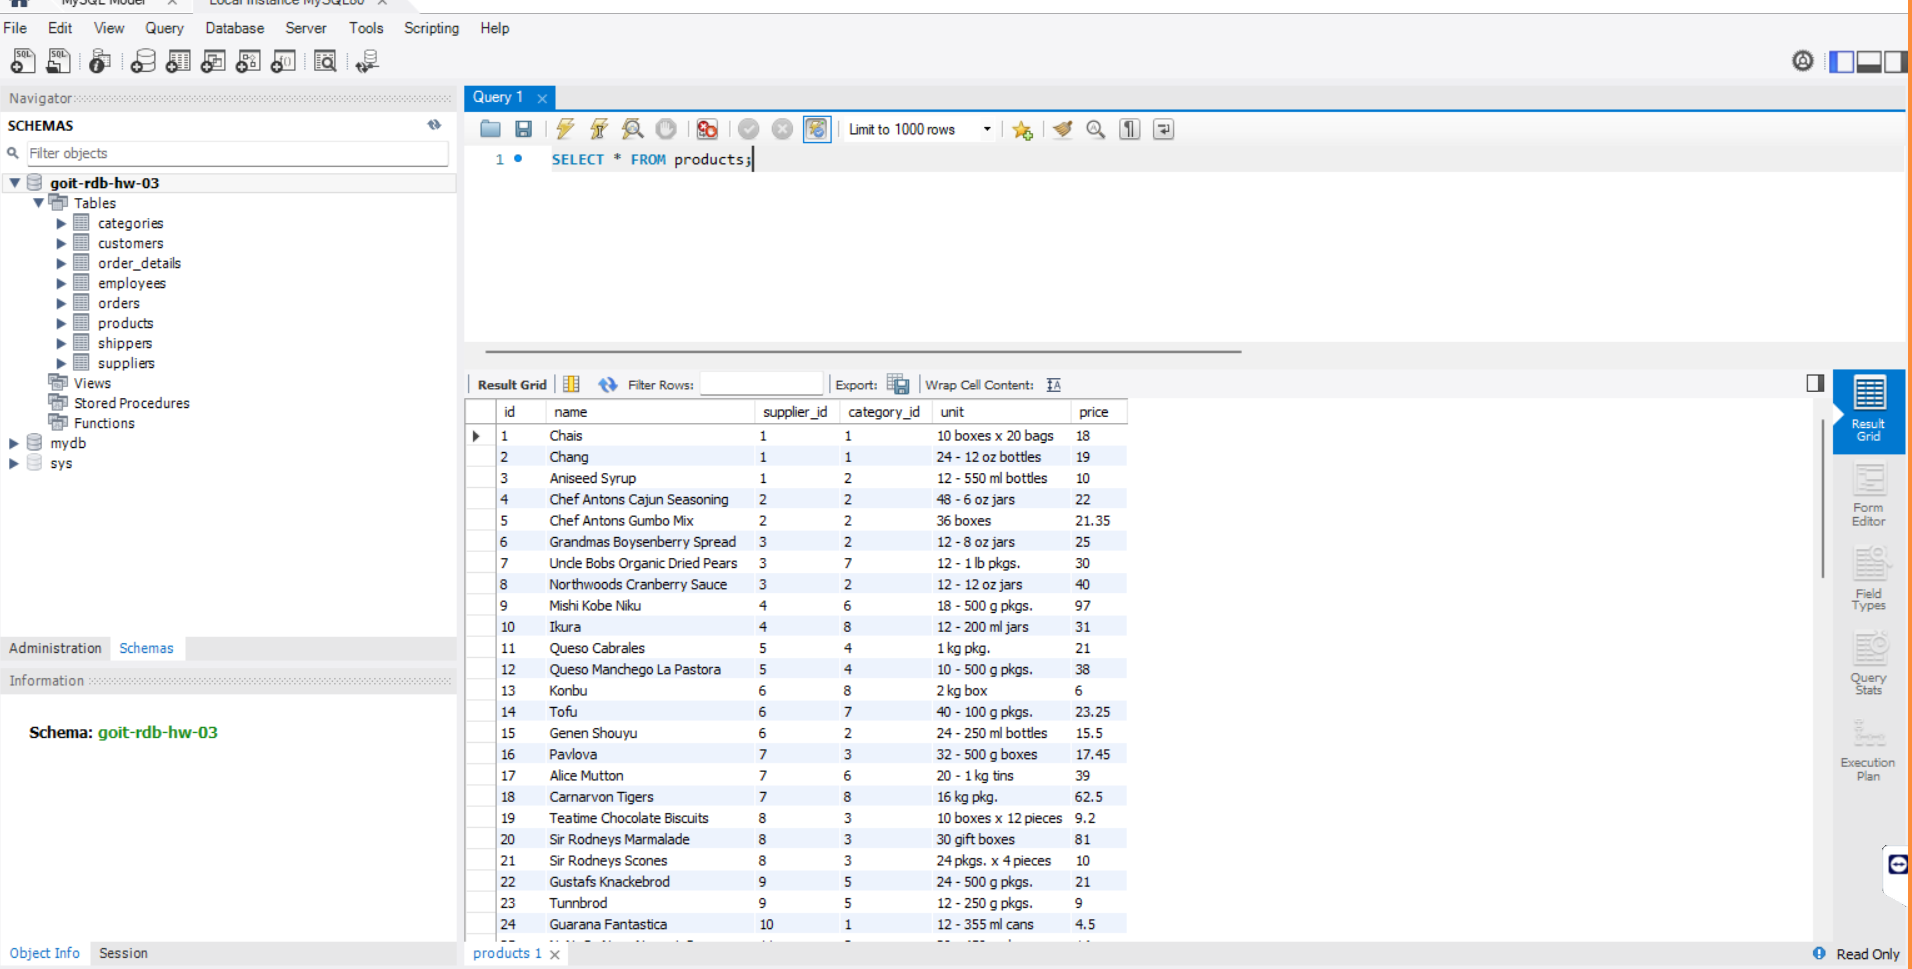 MySQL Model × Local instance MySQL80 ×
File Edit View Query Database Server Tools Scripting Help
Navigator
SCHEMAS
Filter objects
goit-rdb-hw-03
Tables
categories
customers
order_details
employees
orders
products
shippers
suppliers
Views
Stored Procedures
Functions
mydb
sys
Administration Schemas
Information
Schema: goit-rdb-hw-03
Object Info Session
Query 1 ×
Limit to 1000 rows
1 SELECT * FROM products;
Result Grid Filter Rows: Export: Wrap Cell Content:
id name supplier_id category_id unit price
1 Chais 1 1 10 boxes x 20 bags 18
2 Chang 1 1 24 - 12 oz bottles 19
3 Aniseed Syrup 1 2 12 - 550 ml bottles 10
4 Chef Antons Cajun Seasoning 2 2 48 - 6 oz jars 22
5 Chef Antons Gumbo Mix 2 2 36 boxes 21.35
6 Grandmas Boysenberry Spread 3 2 12 - 8 oz jars 25
7 Uncle Bobs Organic Dried Pears 3 7 12 - 1 lb pkgs. 30
8 Northwoods Cranberry Sauce 3 2 12 - 12 oz jars 40
9 Mishi Kobe Niku 4 6 18 - 500 g pkgs. 97
10 Ikura 4 8 12 - 200 ml jars 31
11 Queso Cabrales 5 4 1 kg pkg. 21
12 Queso Manchego La Pastora 5 4 10 - 500 g pkgs. 38
13 Konbu 6 8 2 kg box 6
14 Tofu 6 7 40 - 100 g pkgs. 23.25
15 Genen Shouyu 6 2 24 - 250 ml bottles 15.5
16 Pavlova 7 3 32 - 500 g boxes 17.45
17 Alice Mutton 7 6 20 - 1 kg tins 39
18 Carnarvon Tigers 7 8 16 kg pkg. 62.5
19 Teatime Chocolate Biscuits 8 3 10 boxes x 12 pieces 9.2
20 Sir Rodneys Marmalade 8 3 30 gift boxes 81
21 Sir Rodneys Scones 8 3 24 pkgs. x 4 pieces 10
22 Gustafs Knackebrod 9 5 24 - 500 g pkgs. 21
23 Tunnbrod 9 5 12 - 250 g pkgs. 9
24 Guarana Fantastica 10 1 12 - 355 ml cans 4.5
products 1 ×
Result
Grid
Form
Editor
Field
Types
Query
Stats
Execution
Plan
Read Only